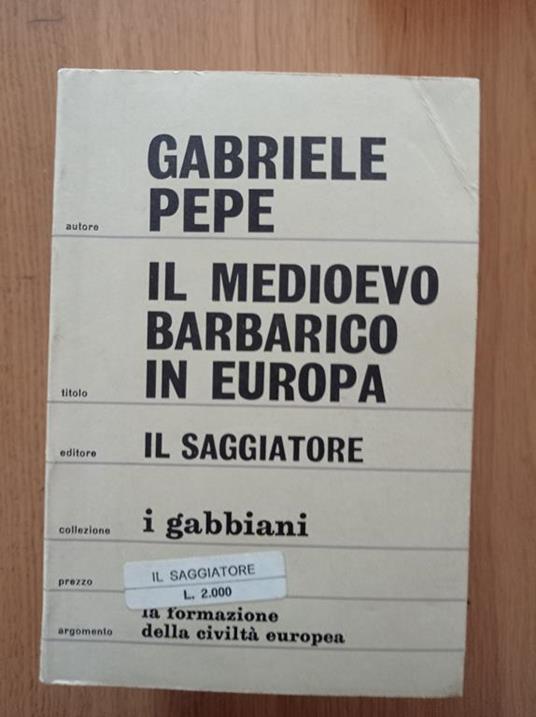 autore GABRIELE
PEPE
titolo IL MEDIOEVO
BARBARICO
IN EUROPA
editore IL SAGGIATORE
collezione i gabbiani
prezzo IL SAGGIATORE
L. 2.000
argomento la formazione
della civiltà europea